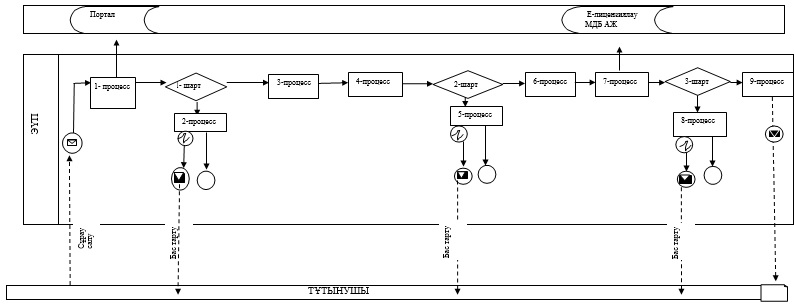 Портал
Е-лицензиялау
МДБ АЖ
ЭҮП
1- процесс
1- шарт
3-процесс
4-процесс
2-шарт
6-процесс
7-процесс
3-шарт
9-процесс
2-процесс
5-процесс
8-процесс
Сұрау
салу
Бас тарту
Бас тарту
Бас тарту
ТҰТЫНУШЫ